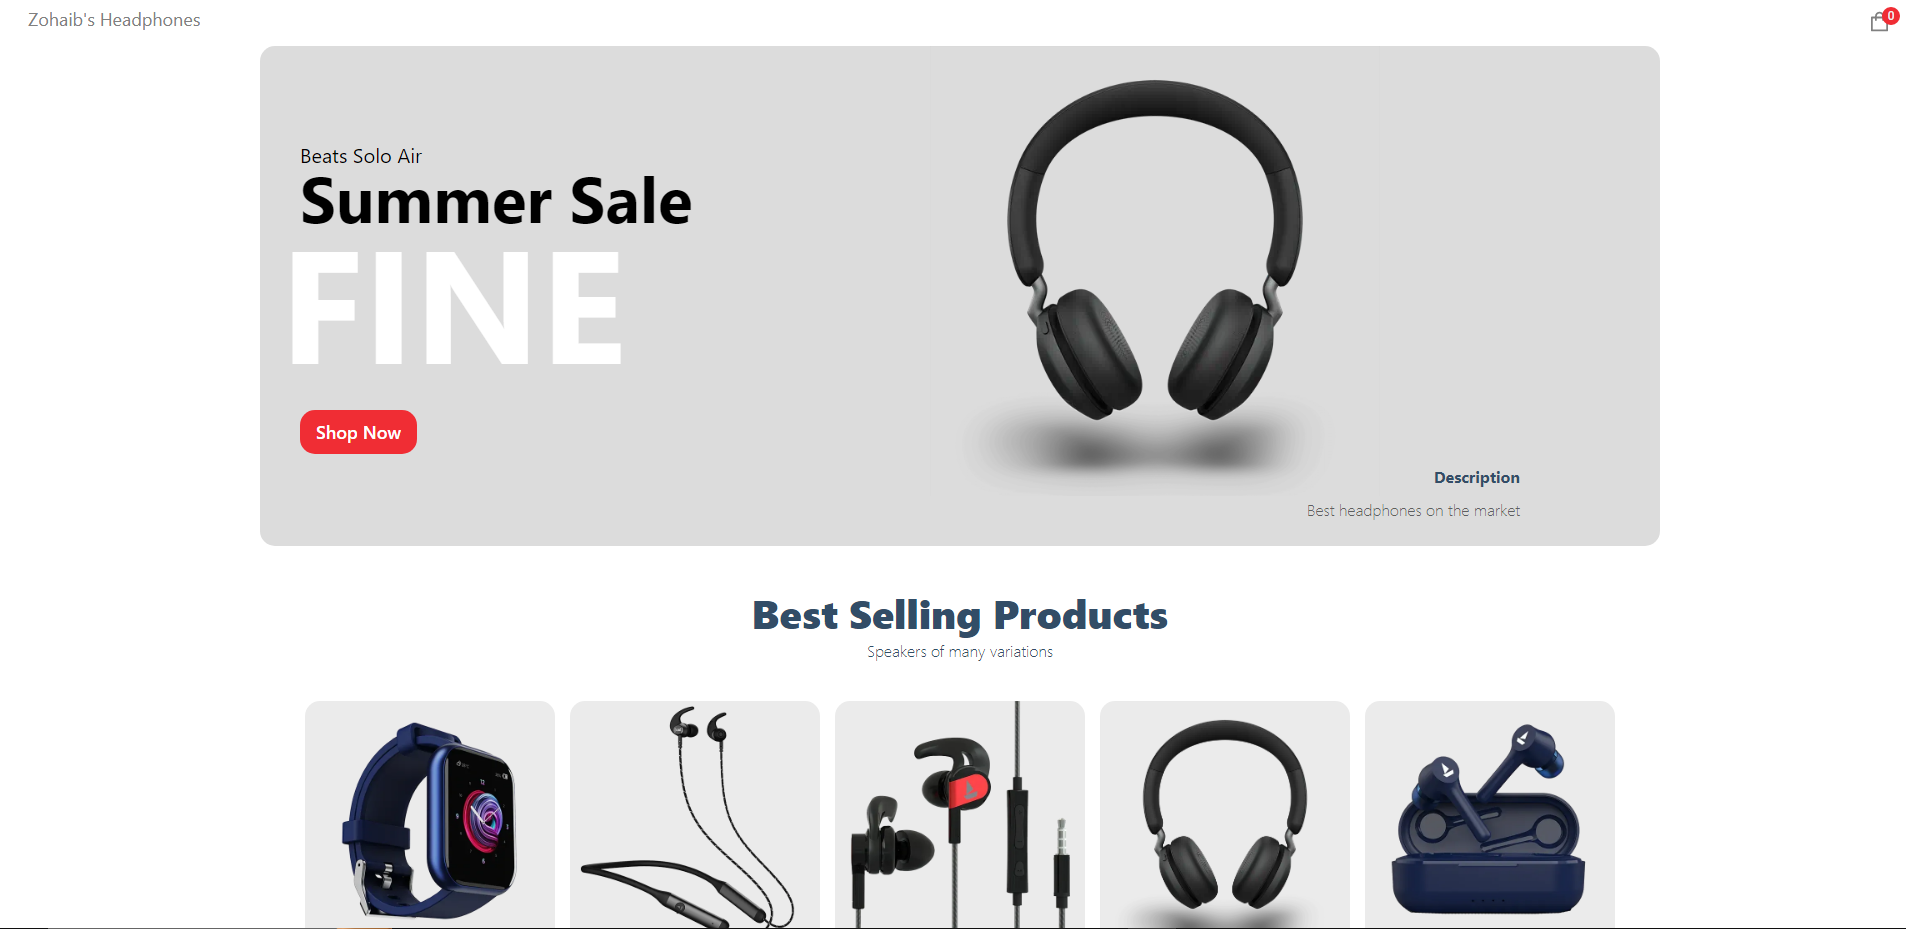 Zohaib's Headphones
0
Beats Solo Air
Summer Sale
FINE
Shop Now
Description
Best headphones on the market
Best Selling Products
Speakers of many variations